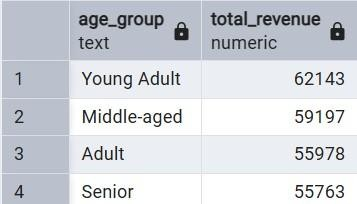 age_group total_revenue
text numeric
1 Young Adult 62143
2 Middle-aged 59197
3 Adult 55978
4 Senior 55763